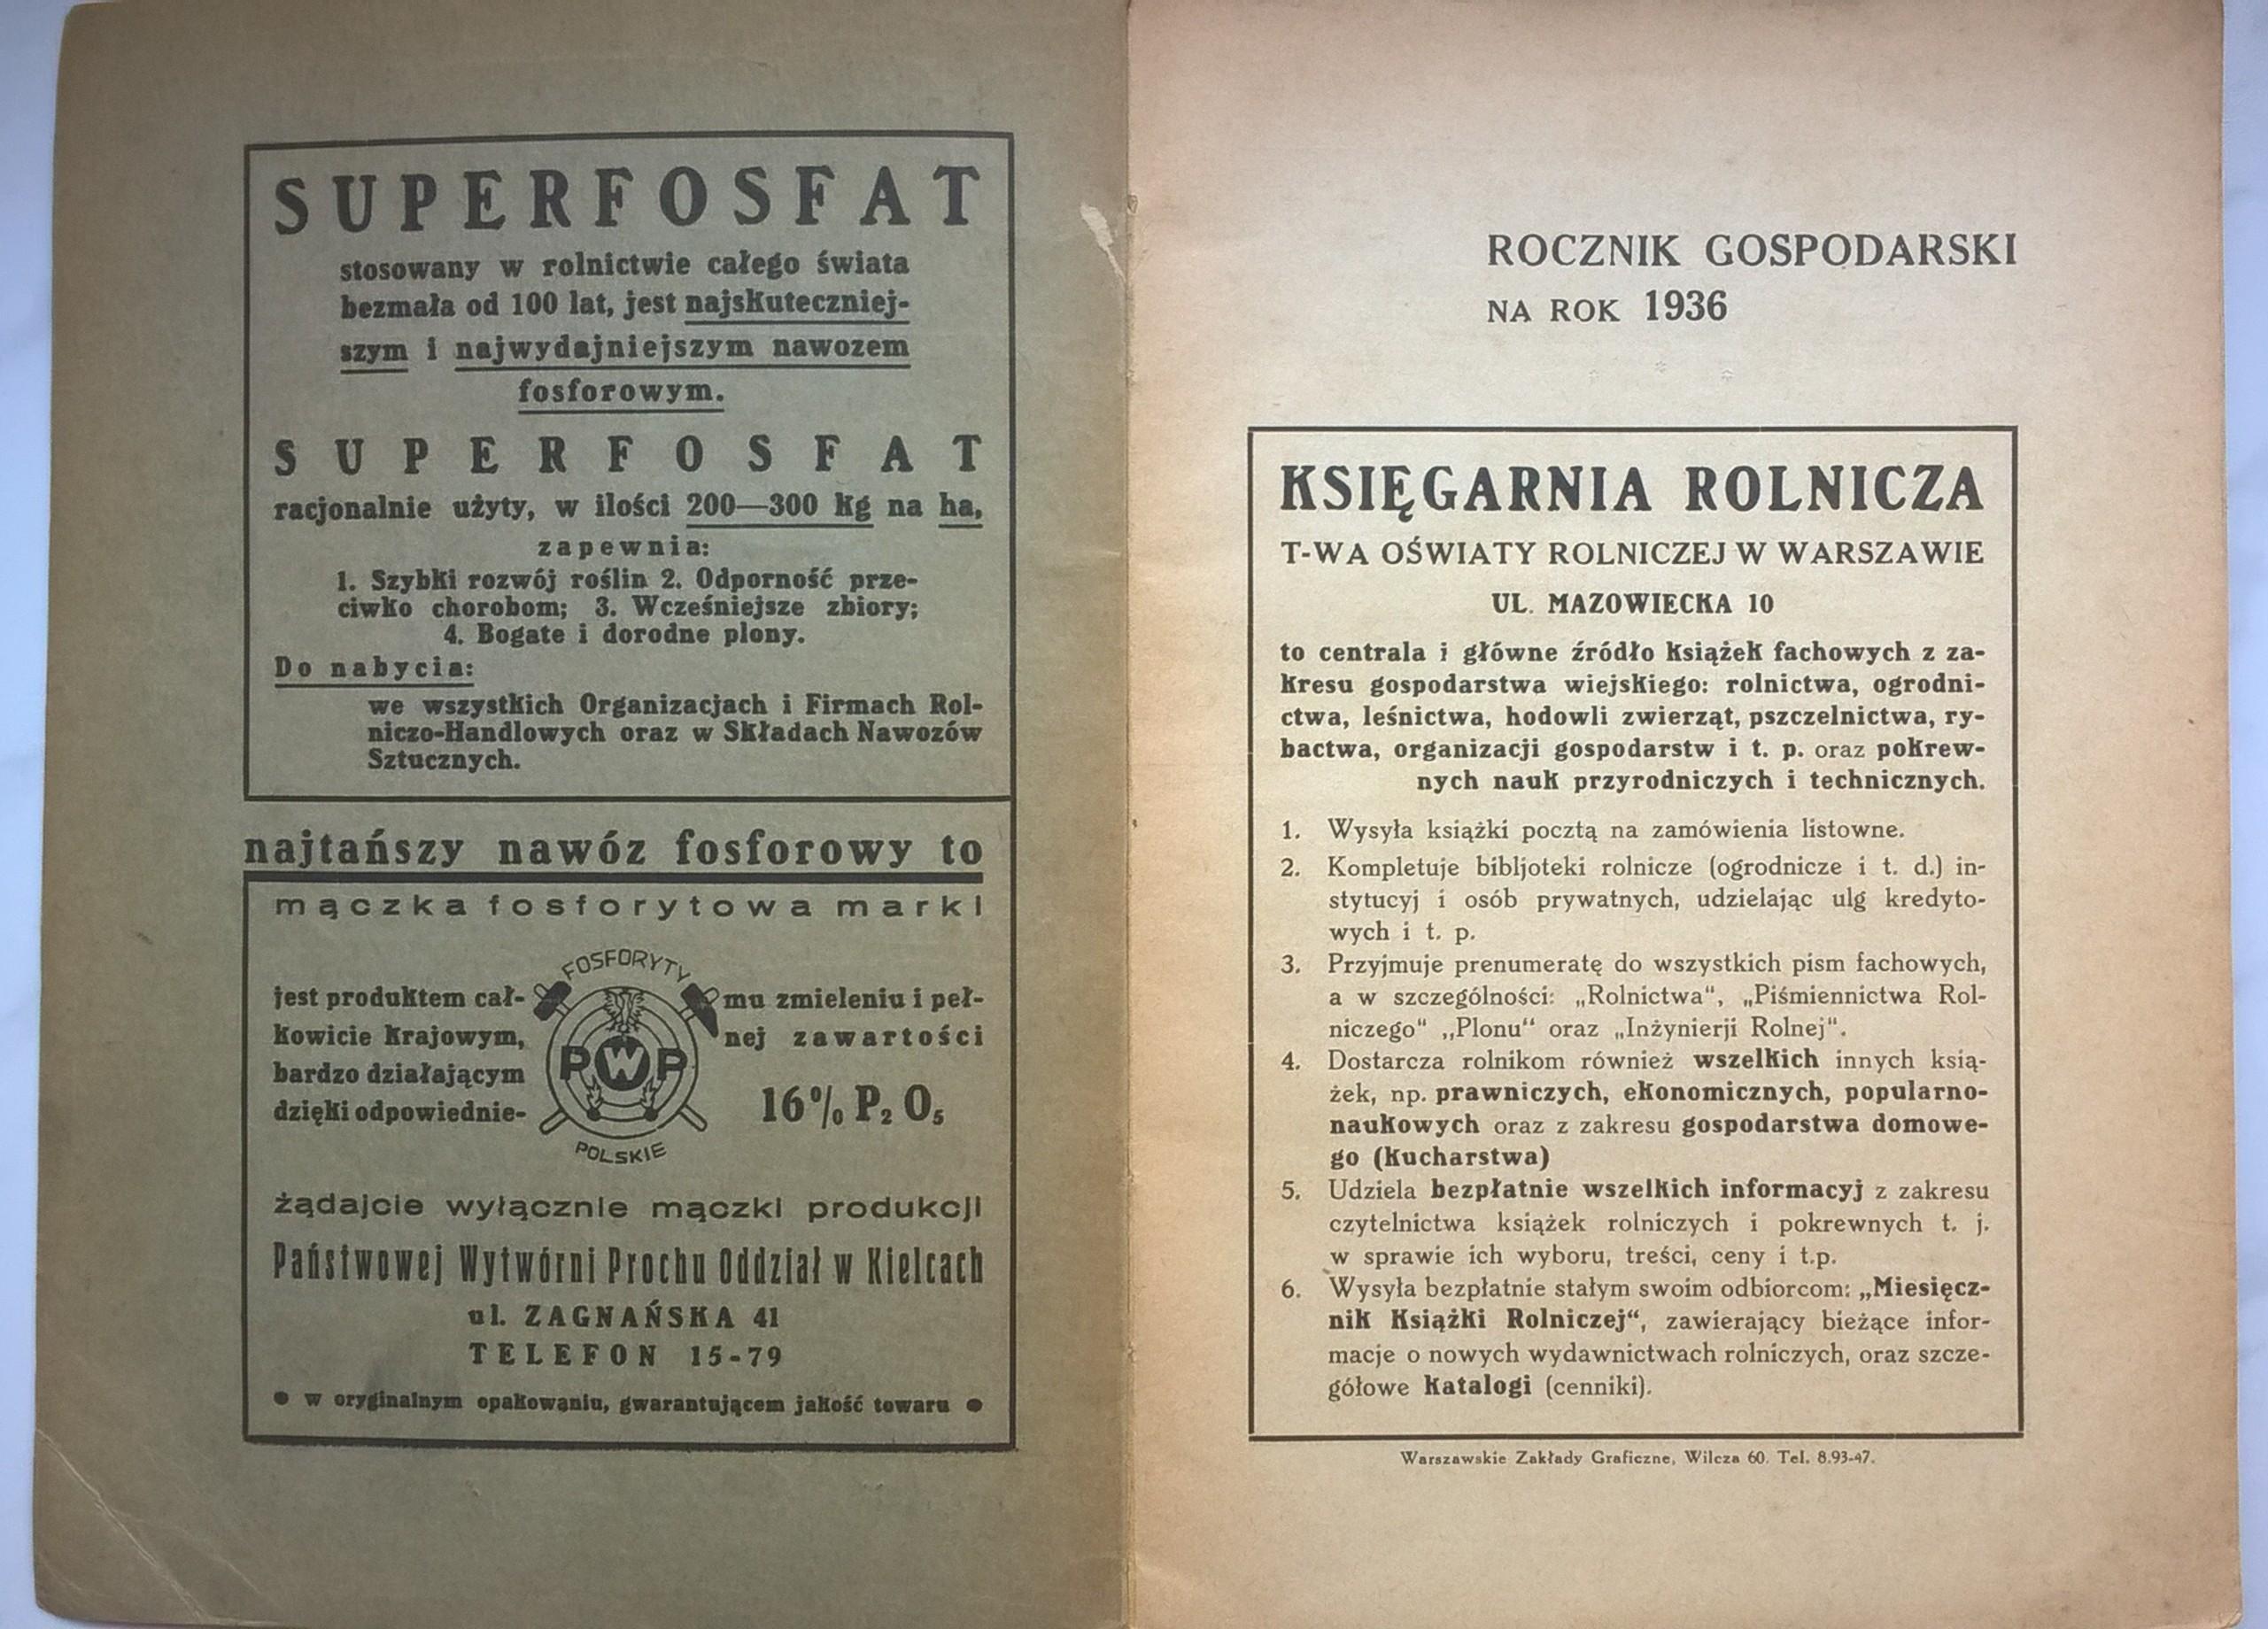 SUPERFOSFAT
stosowany w rolnictwie całego świata
bezmała od 100 lat, jest najskuteczniej-
szym i najwydajniejszym nawozem
fosforowym.
SUPERFOSFAT
racjonalnie użyty, w ilości 200—300 kg na ha,
zapewnia:
1. Szybki rozwój roślin 2. Odporność prze-
ciwko chorobom; 3. Wcześniejsze zbiory;
4. Bogate i dorodne plony.
Do nabycia:
we wszystkich Organizacjach i Firmach Rol-
niczo-Handlowych oraz w Składach Nawozów
Sztucznych.
najtańszy nawóz fosforowy to
mączka fosforytowa marki
jest produktem cał-
kowicie krajowym,
bardzo działającym
dzięki odpowiednie-
FOSFORYTY
PWP
POLSKIE
mu zmieleniu i peł-
nej zawartości
16% P₂O₅
żądajcie wyłącznie mączki produkcji
Państwowej Wytwórni Prochu Oddział w Kielcach
ul. ZAGNAŃSKA 41
TELEFON 15-79
● w oryginalnym opakowaniu, gwarantującem jakość towaru ●
ROCZNIK GOSPODARSKI
NA ROK 1936
* * *
KSIĘGARNIA ROLNICZA
T-WA OŚWIATY ROLNICZEJ W WARSZAWIE
UL. MAZOWIECKA 10
to centrala i główne źródło książek fachowych z za-
kresu gospodarstwa wiejskiego: rolnictwa, ogrodni-
ctwa, leśnictwa, hodowli zwierząt, pszczelnictwa, ry-
bactwa, organizacji gospodarstw i t. p. oraz pokrew-
nych nauk przyrodniczych i technicznych.
1. Wysyła książki pocztą na zamówienia listowne.
2. Kompletuje bibljoteki rolnicze (ogrodnicze i t. d.) in-
stytucyj i osób prywatnych, udzielając ulg kredyto-
wych i t. p.
3. Przyjmuje prenumeratę do wszystkich pism fachowych,
a w szczególności: „Rolnictwa“, „Piśmiennictwa Rol-
niczego“ „Plonu“ oraz „Inżynierji Rolnej“.
4. Dostarcza rolnikom również wszelkich innych ksią-
żek, np. prawniczych, ekonomicznych, popularno-
naukowych oraz z zakresu gospodarstwa domowe-
go (kucharstwa)
5. Udziela bezpłatnie wszelkich informacyj z zakresu
czytelnictwa książek rolniczych i pokrewnych t. j.
w sprawie ich wyboru, treści, ceny i t.p.
6. Wysyła bezpłatnie stałym swoim odbiorcom: „Miesięcz-
nik Książki Rolniczej“, zawierający bieżące infor-
macje o nowych wydawnictwach rolniczych, oraz szcze-
gółowe katalogi (cenniki).
Warszawskie Zakłady Graficzne, Wilcza 60. Tel. 8.93-47.